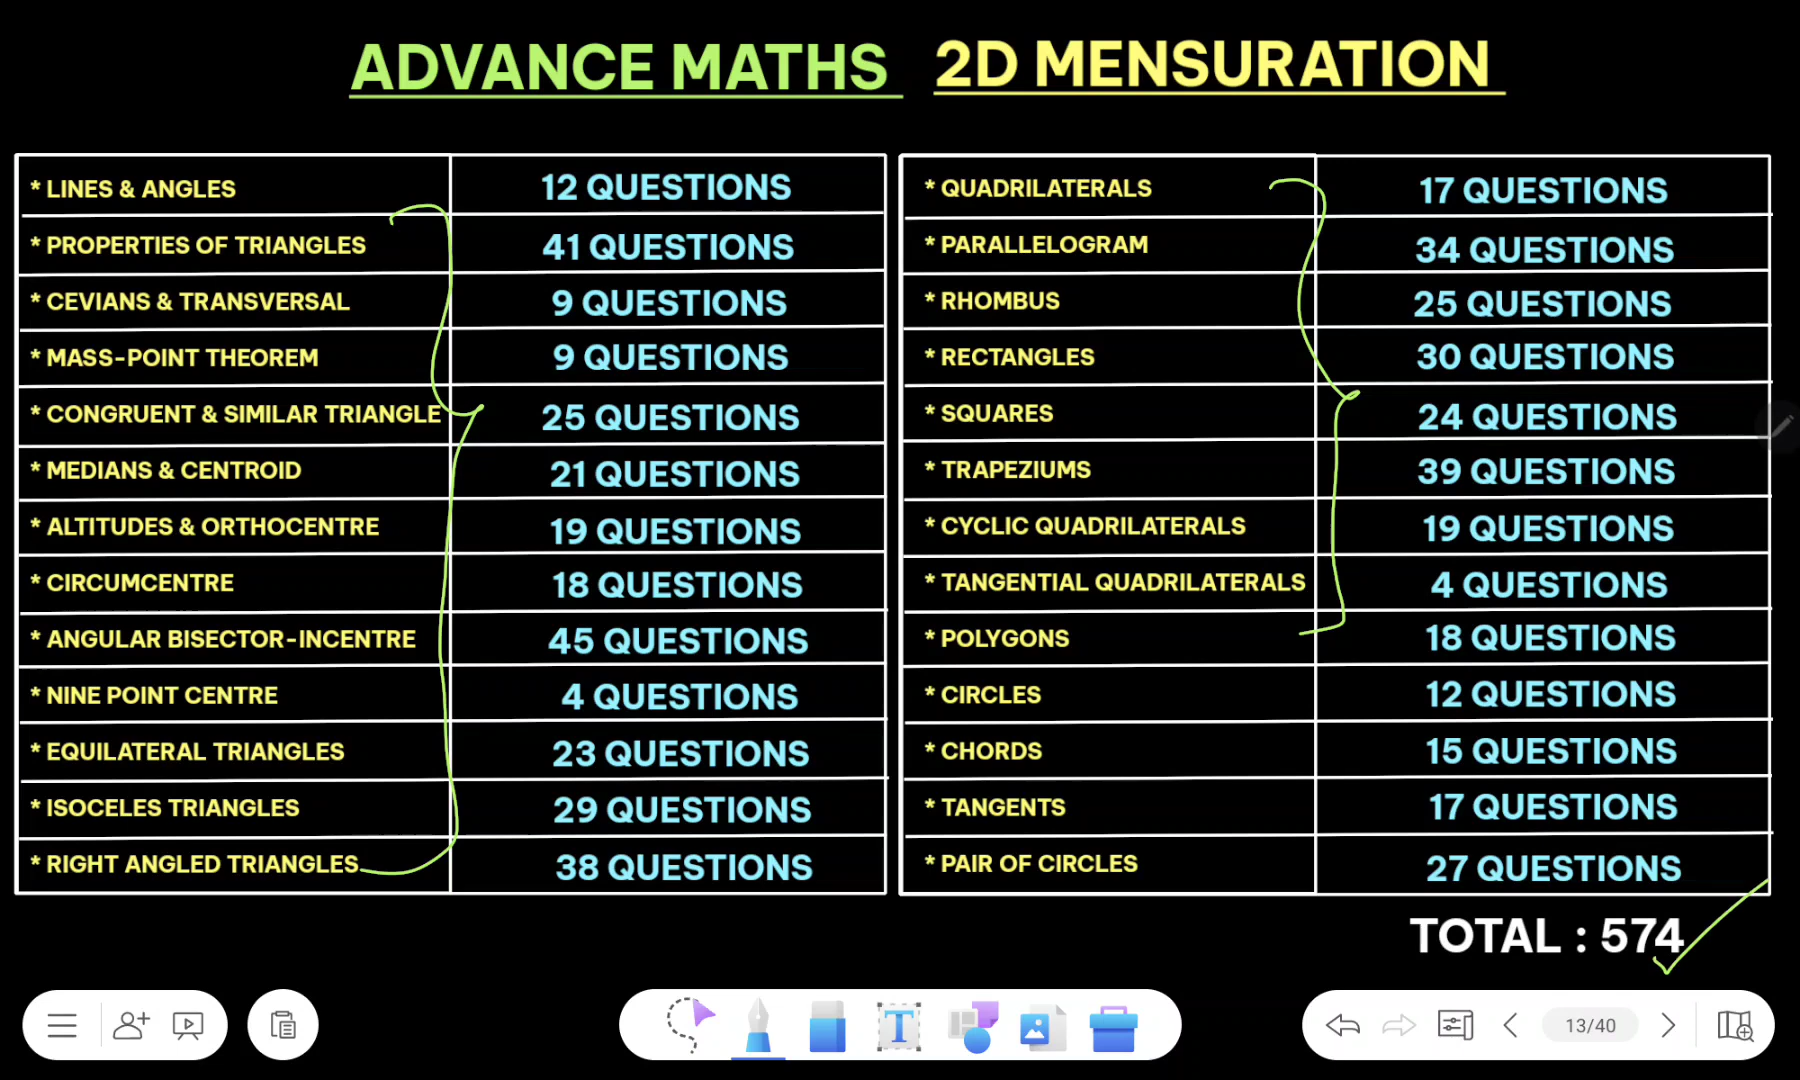 ADVANCE MATHS 2D MENSURATION
* LINES & ANGLES 12 QUESTIONS
* PROPERTIES OF TRIANGLES 41 QUESTIONS
* CEVIANS & TRANSVERSAL 9 QUESTIONS
* MASS-POINT THEOREM 9 QUESTIONS
* CONGRUENT & SIMILAR TRIANGLE 25 QUESTIONS
* MEDIANS & CENTROID 21 QUESTIONS
* ALTITUDES & ORTHOCENTRE 19 QUESTIONS
* CIRCUMCENTRE 18 QUESTIONS
* ANGULAR BISECTOR-INCENTRE 45 QUESTIONS
* NINE POINT CENTRE 4 QUESTIONS
* EQUILATERAL TRIANGLES 23 QUESTIONS
* ISOCELES TRIANGLES 29 QUESTIONS
* RIGHT ANGLED TRIANGLES 38 QUESTIONS
* QUADRILATERALS 17 QUESTIONS
* PARALLELOGRAM 34 QUESTIONS
* RHOMBUS 25 QUESTIONS
* RECTANGLES 30 QUESTIONS
* SQUARES 24 QUESTIONS
* TRAPEZIUMS 39 QUESTIONS
* CYCLIC QUADRILATERALS 19 QUESTIONS
* TANGENTIAL QUADRILATERALS 4 QUESTIONS
* POLYGONS 18 QUESTIONS
* CIRCLES 12 QUESTIONS
* CHORDS 15 QUESTIONS
* TANGENTS 17 QUESTIONS
* PAIR OF CIRCLES 27 QUESTIONS
TOTAL : 574
T
13/40